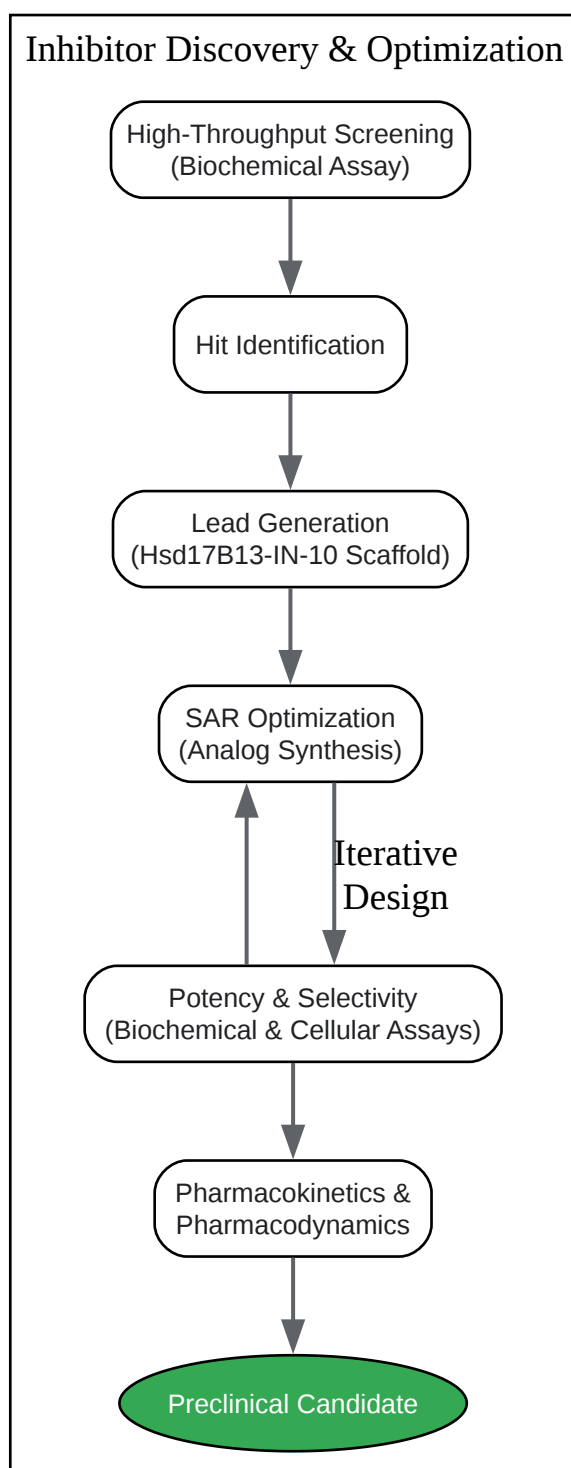 Inhibitor Discovery & Optimization
High-Throughput Screening
(Biochemical Assay)
Hit Identification
Lead Generation
(Hsd17B13-IN-10 Scaffold)
SAR Optimization
(Analog Synthesis)
Iterative
Design
Potency & Selectivity
(Biochemical & Cellular Assays)
Pharmacokinetics &
Pharmacodynamics
Preclinical Candidate